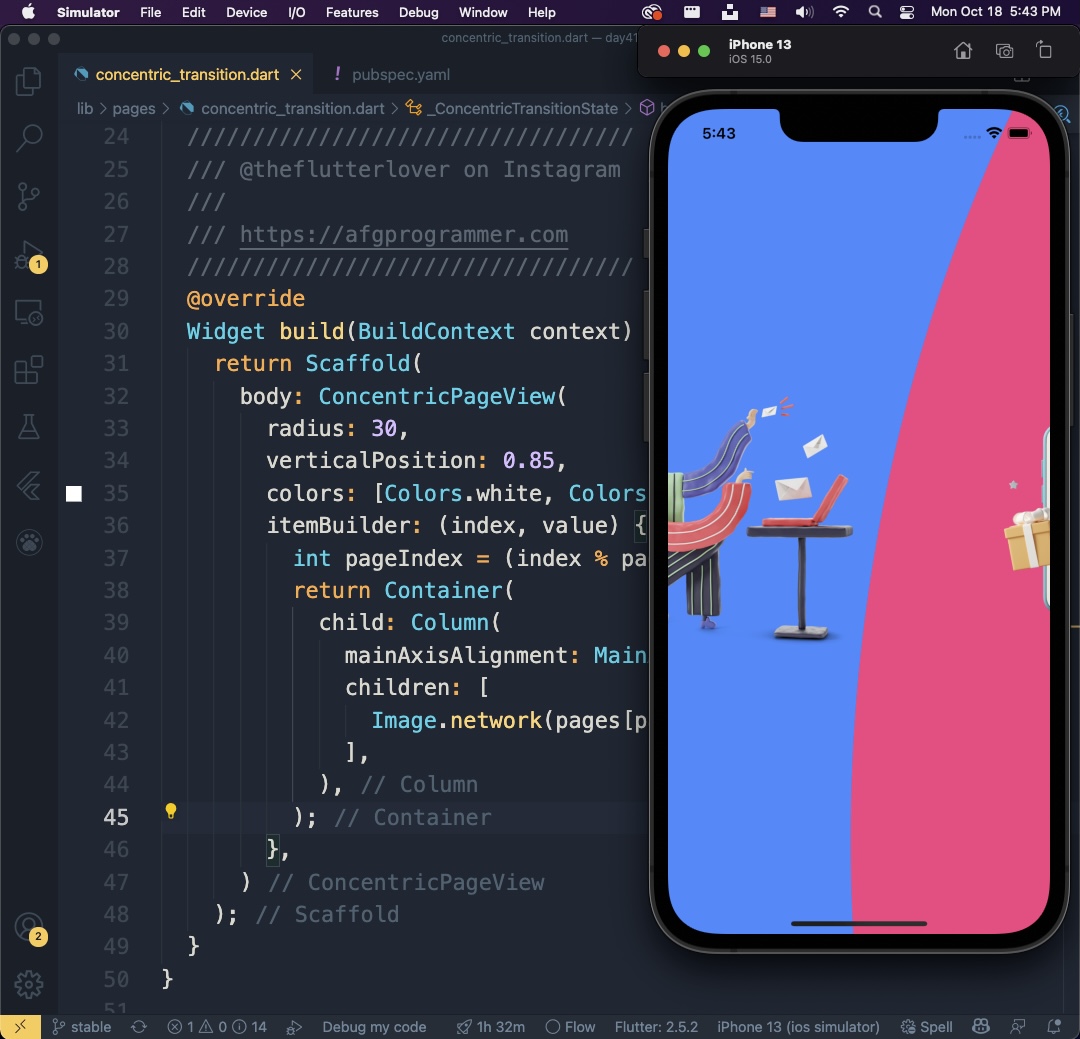 Simulator File Edit Device I/O Features Debug Window Help Mon Oct 18 5:43 PM
concentric_transition.dart — day41
iPhone 13
iOS 15.0
concentric_transition.dart × ! pubspec.yaml
lib > pages > concentric_transition.dart > _ConcentricTransitionState >
5:43
24 //////////////////////////////////
25 /// @theflutterlover on Instagram
26 ///
27 /// https://afgprogrammer.com
28 //////////////////////////////////
29 @override
30 Widget build(BuildContext context)
31 return Scaffold(
32 body: ConcentricPageView(
33 radius: 30,
34 verticalPosition: 0.85,
35 colors: [Colors.white, Colors
36 itemBuilder: (index, value) {
37 int pageIndex = (index % pa
38 return Container(
39 child: Column(
40 mainAxisAlignment: Main
41 children: [
42 Image.network(pages[p
43 ],
44 ), // Column
45 ); // Container
46 },
47 ) // ConcentricPageView
48 ); // Scaffold
49 }
50 }
51
1
2
stable 1 0 14 Debug my code 1h 32m Flow Flutter: 2.5.2 iPhone 13 (ios simulator) Spell